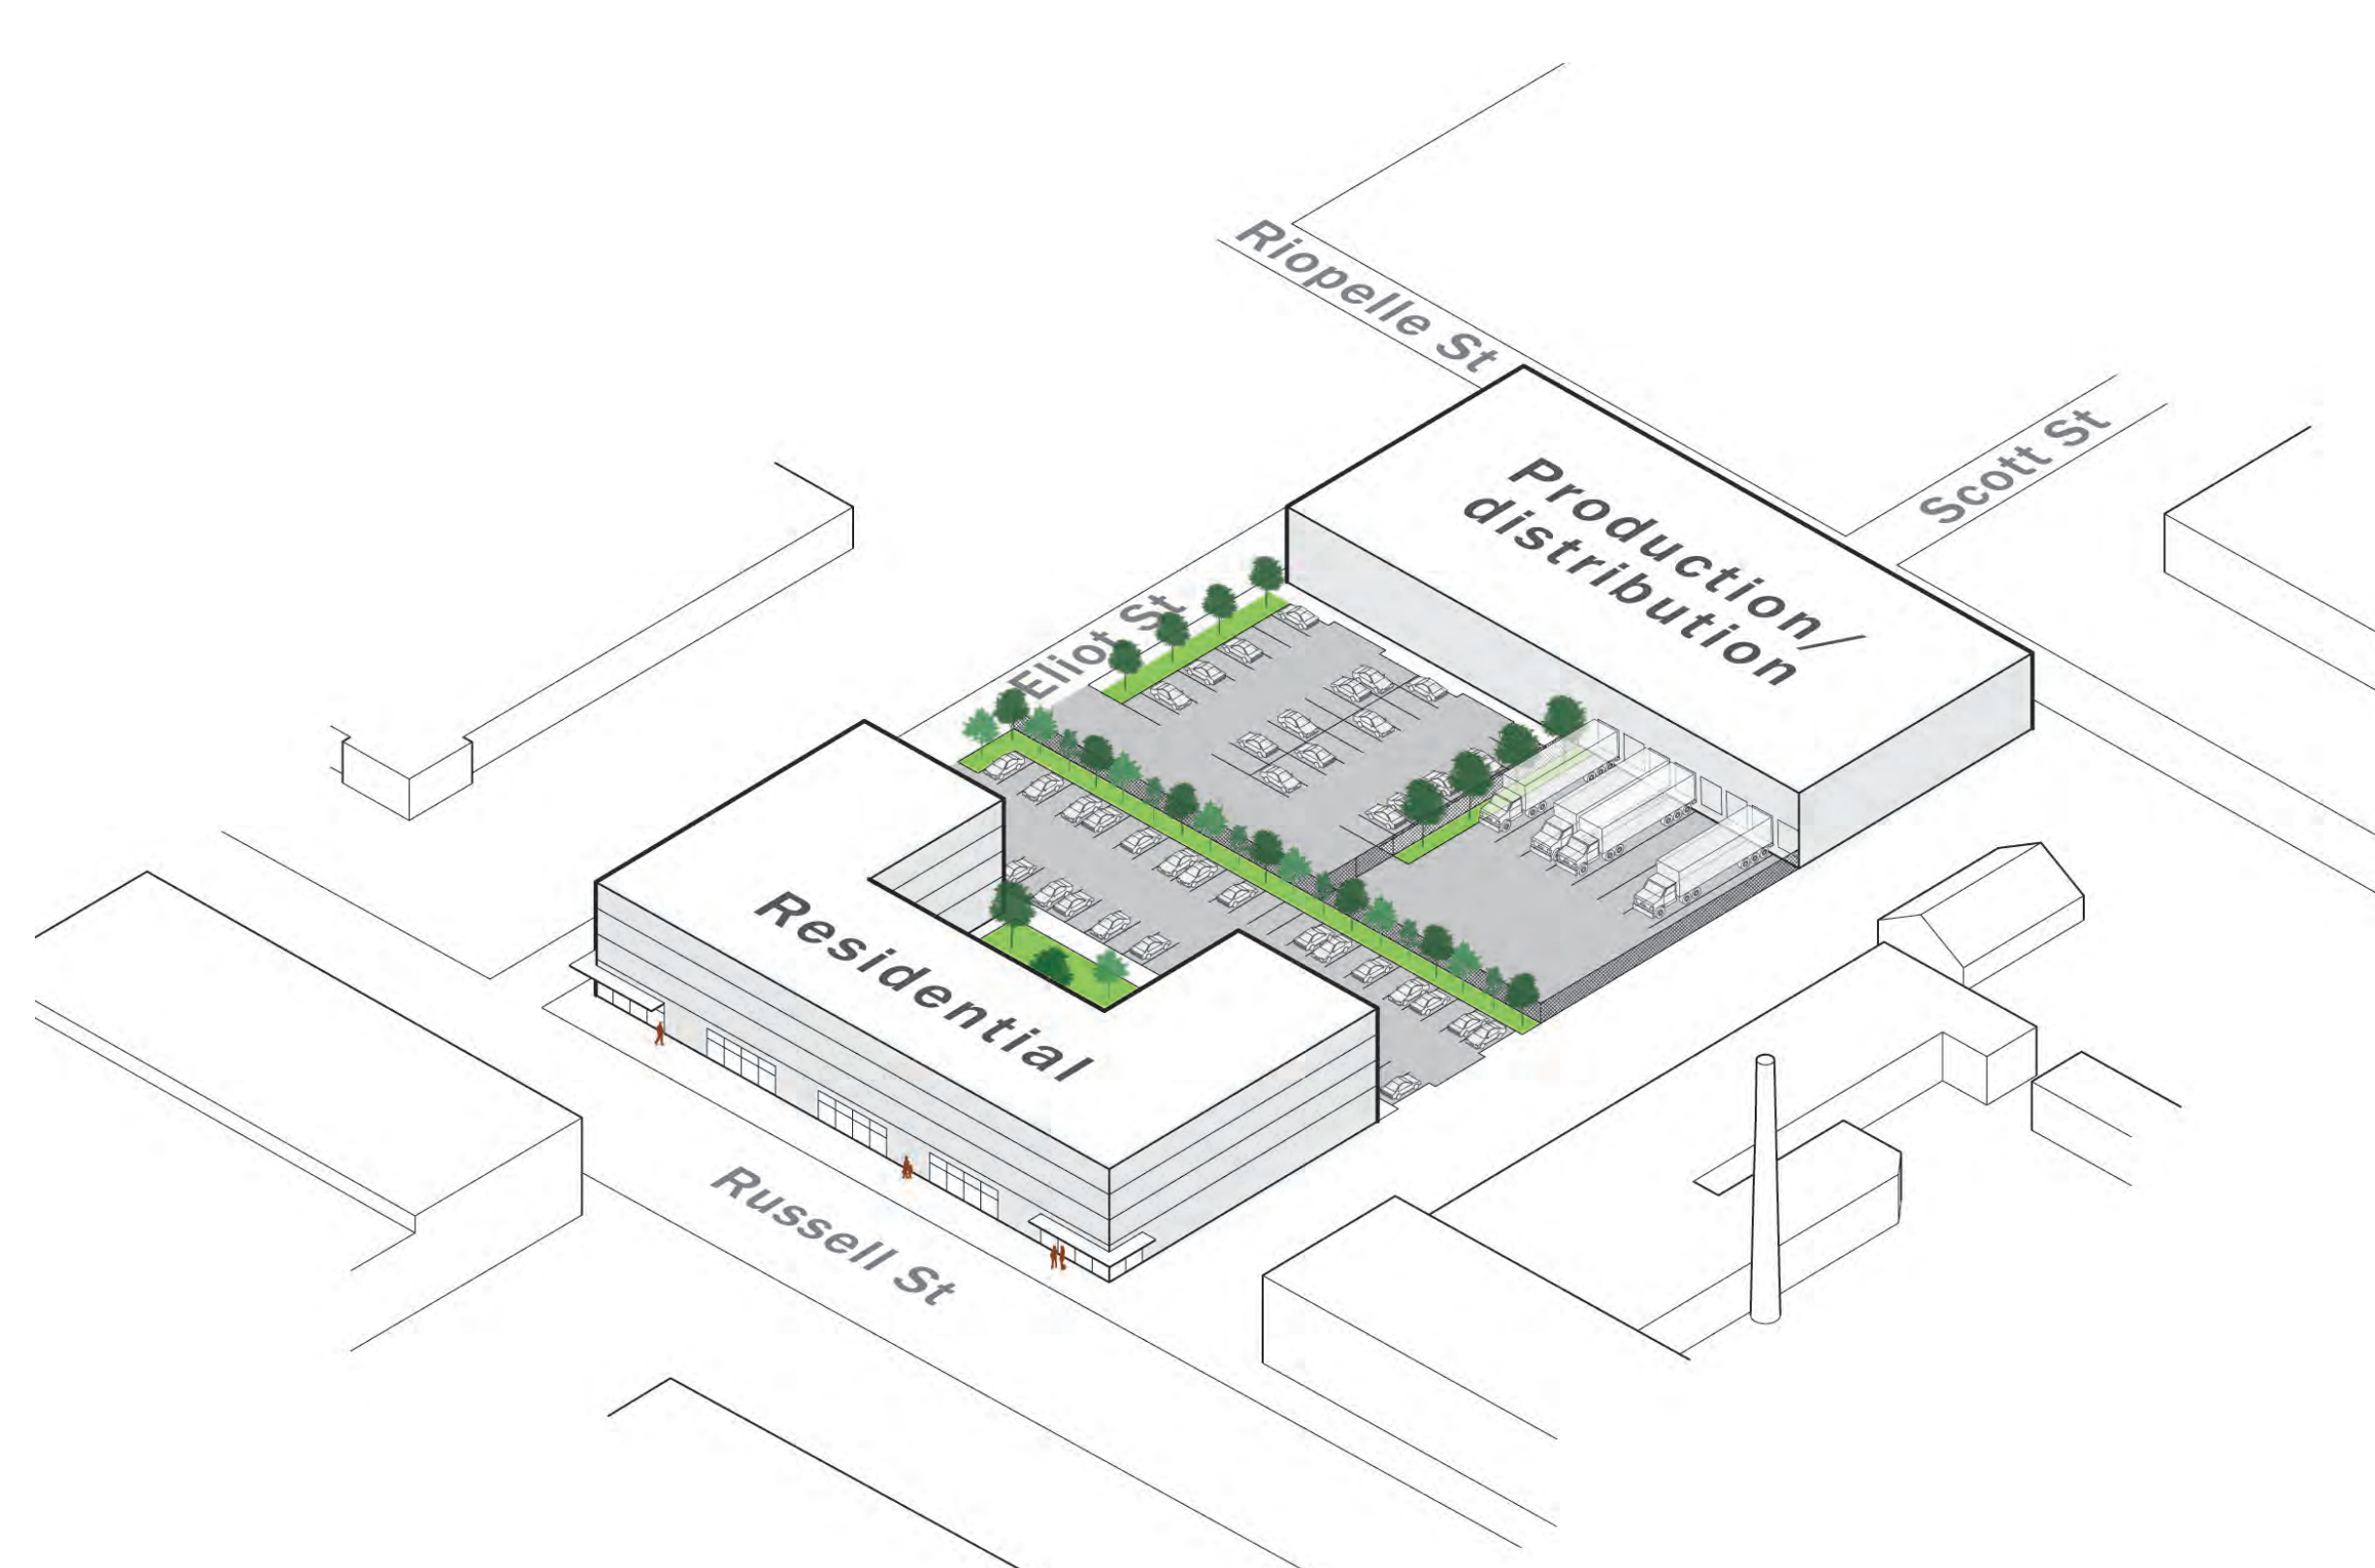 Riopelle St
Scott St
Production/
distribution
Eliot St
Residential
Russell St